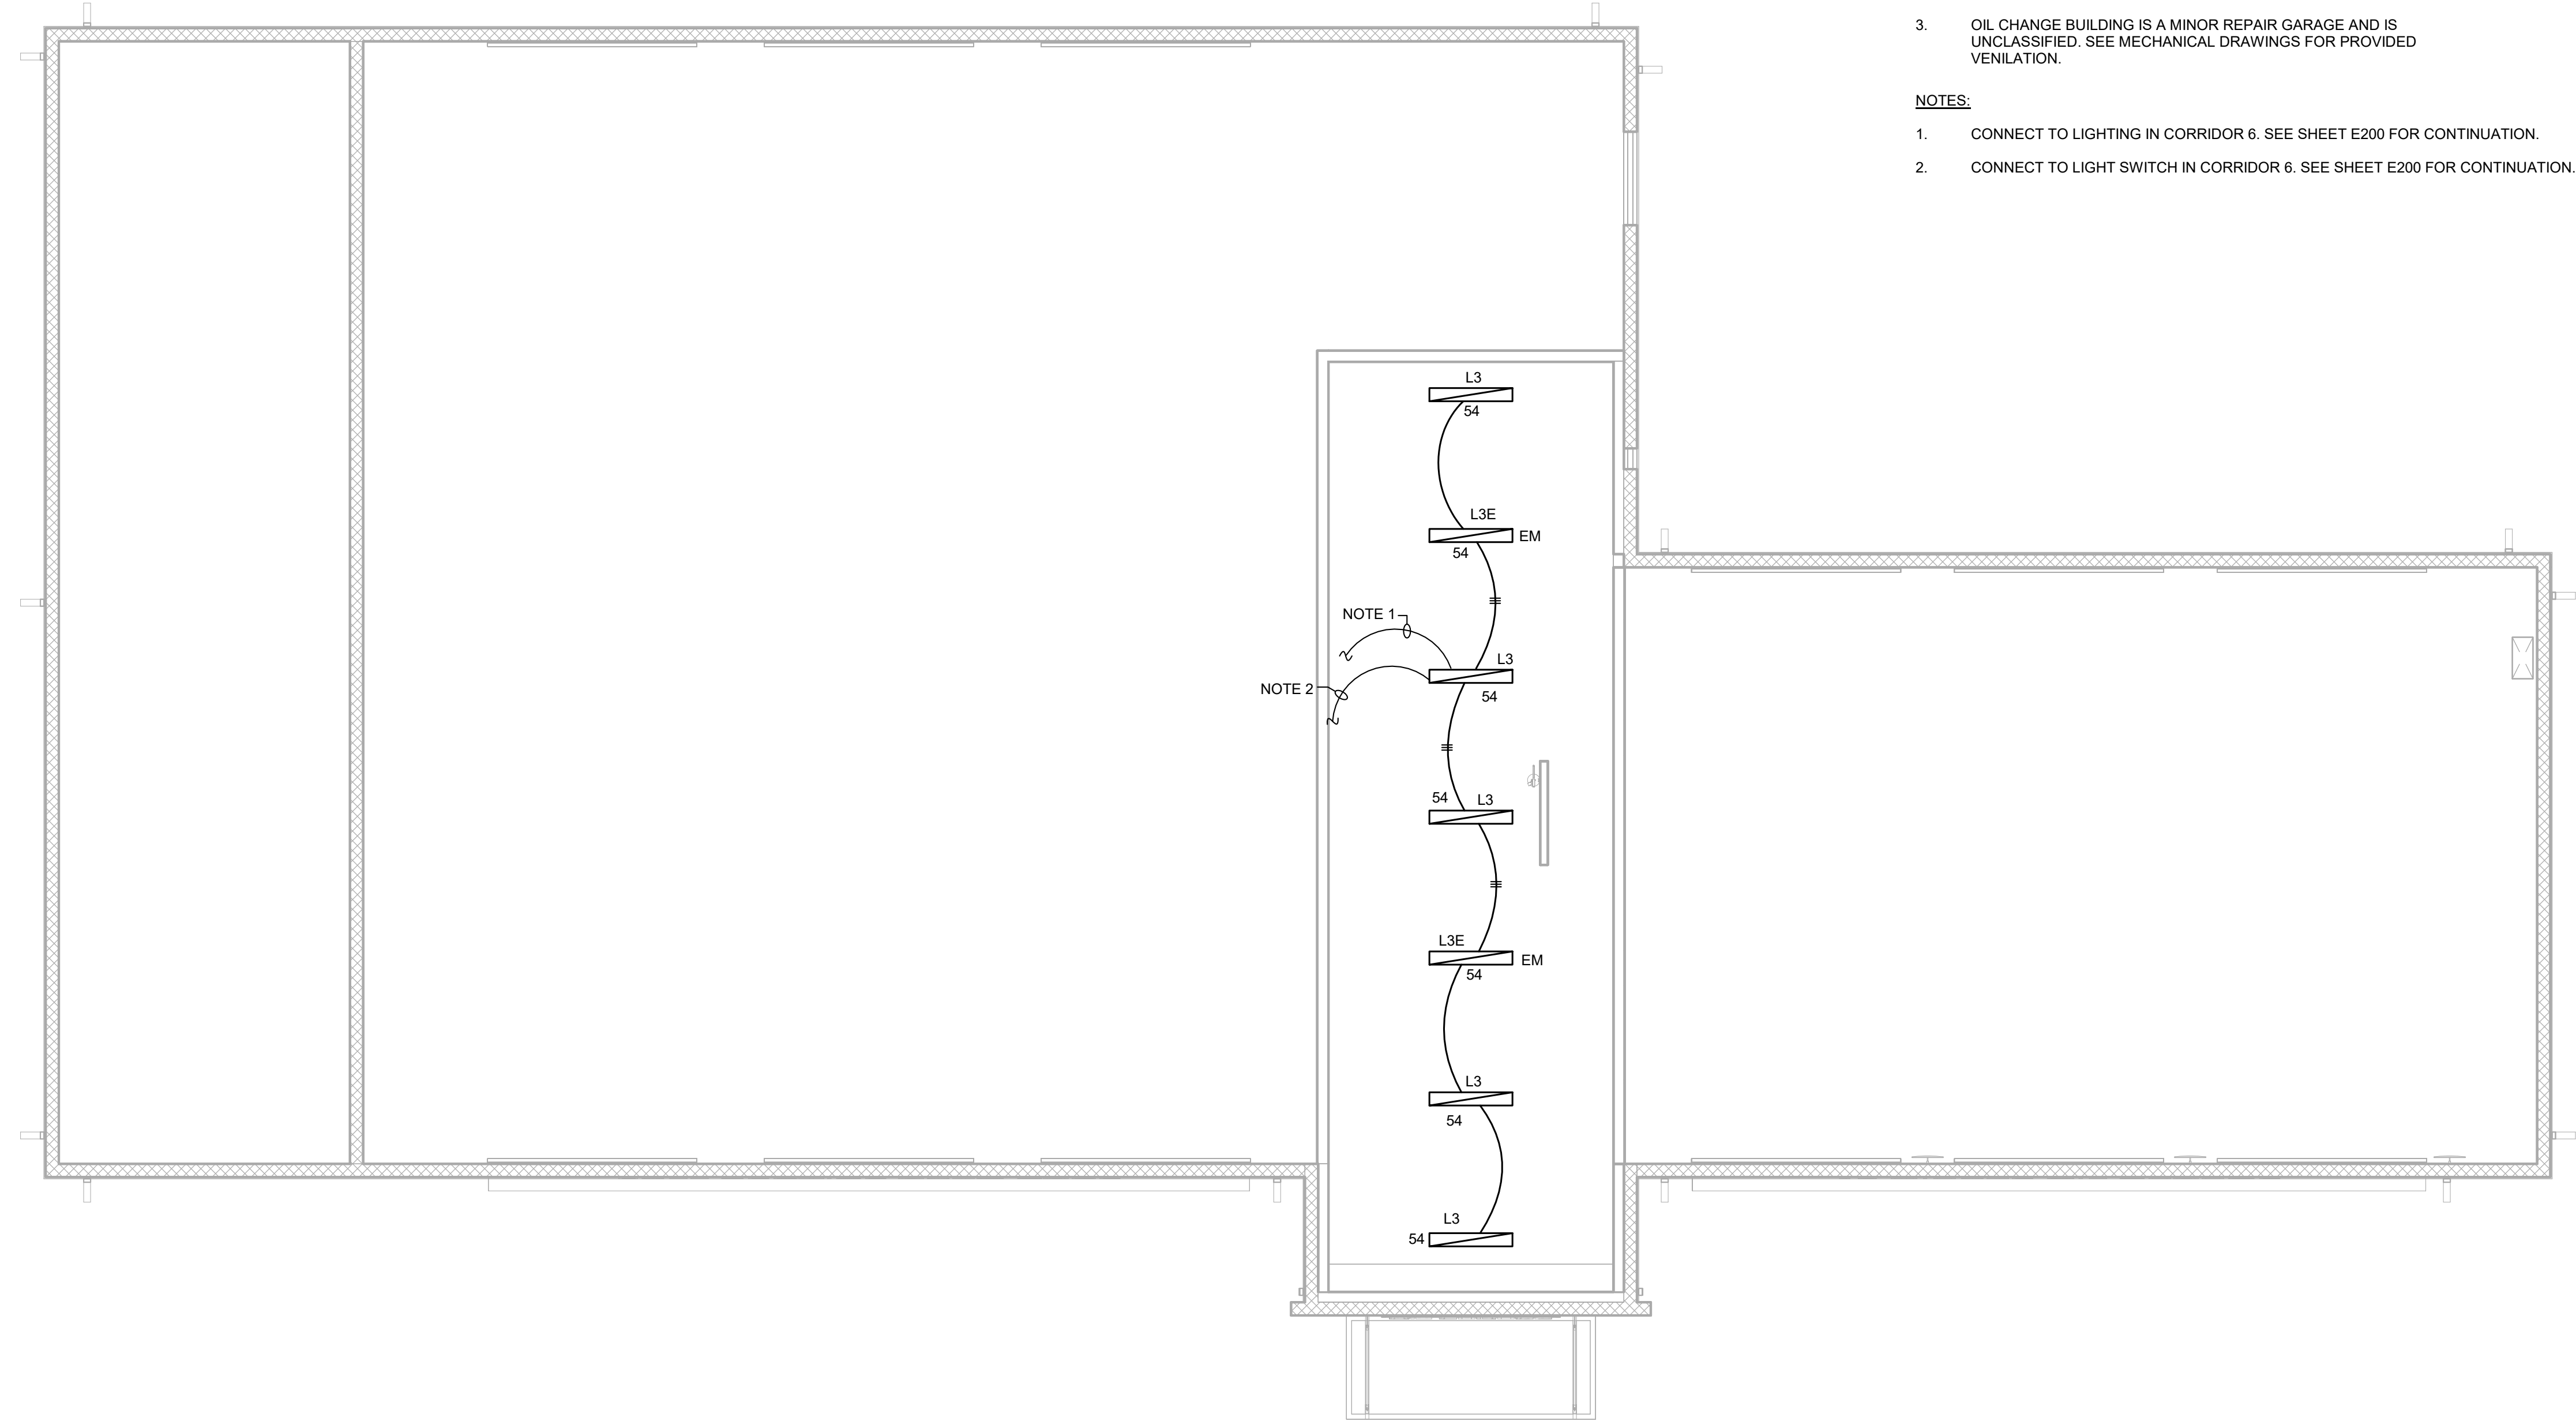 3. OIL CHANGE BUILDING IS A MINOR REPAIR GARAGE AND IS
UNCLASSIFIED. SEE MECHANICAL DRAWINGS FOR PROVIDED
VENILATION.
NOTES:
1. CONNECT TO LIGHTING IN CORRIDOR 6. SEE SHEET E200 FOR CONTINUATION.
2. CONNECT TO LIGHT SWITCH IN CORRIDOR 6. SEE SHEET E200 FOR CONTINUATION.
L3
54
L3E
EM
54
NOTE 1
L3
NOTE 2
54
54 L3
L3E
EM
54
L3
54
L3
54